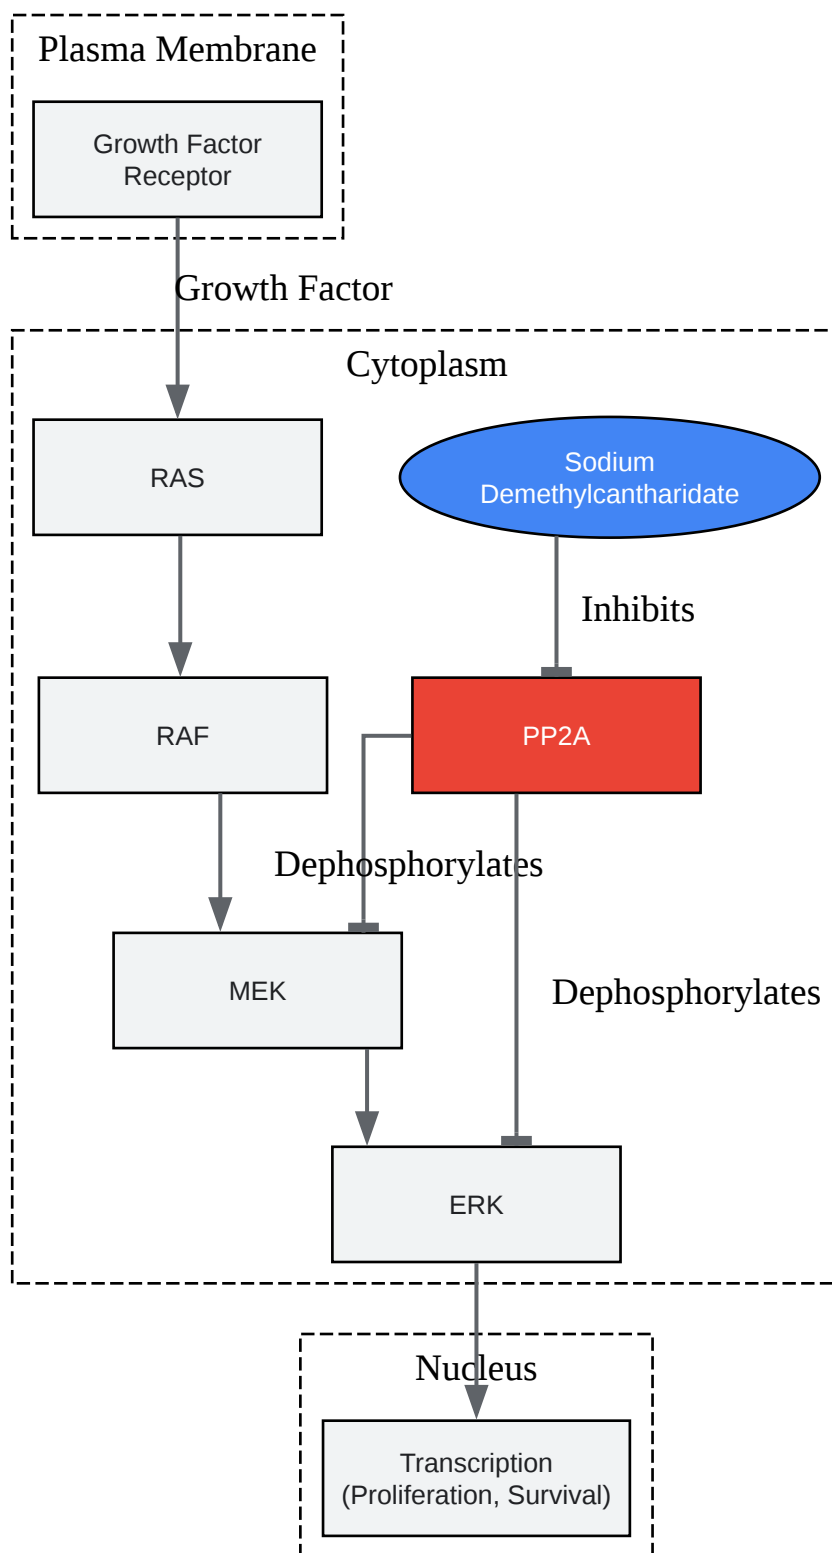 Plasma Membrane
Growth Factor
Receptor
Growth Factor
Cytoplasm
RAS
Sodium
Demethylcantharidate
Inhibits
RAF
PP2A
Dephosphorylates
MEK
Dephosphorylates
ERK
Nucleus
Transcription
(Proliferation, Survival)